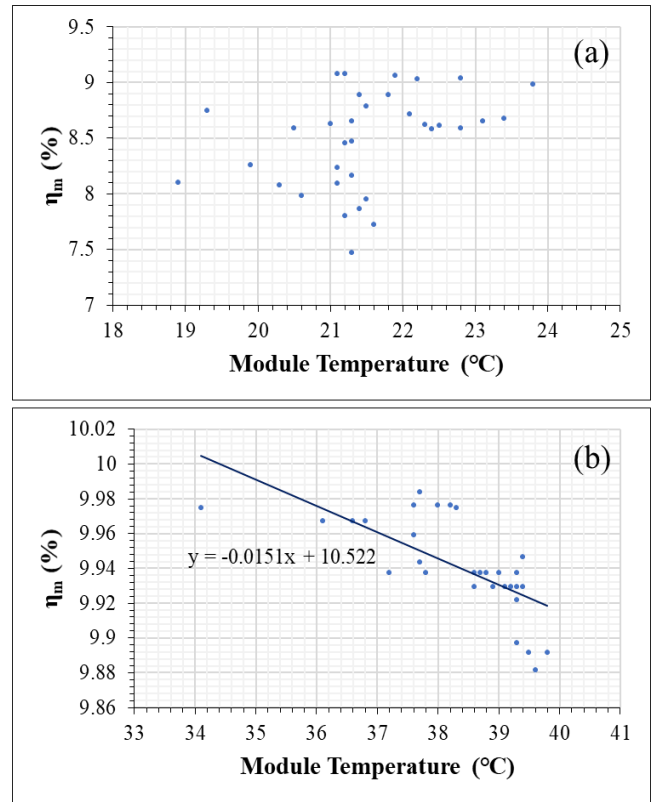 9.5
(a)
9
8.5
8
7.5
7
ηm (%)
18 19 20 21 22 23 24 25
Module Temperature (°C)
10.02
(b)
10
9.98
9.96
9.94
9.92
9.9
9.88
9.86
ηm (%)
y = -0.0151x + 10.522
33 34 35 36 37 38 39 40 41
Module Temperature (°C)